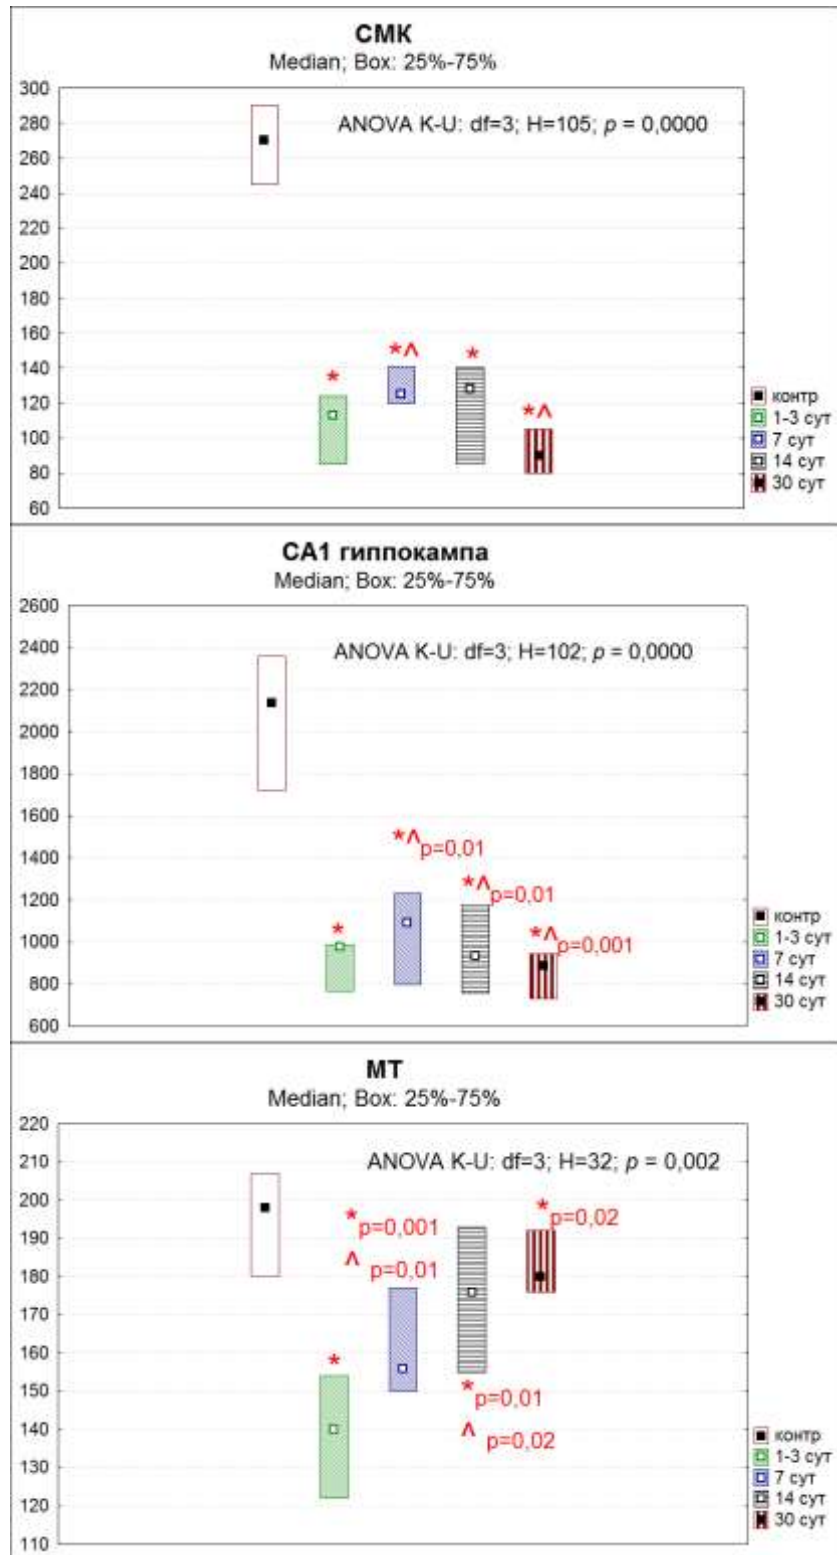 СМК
Median; Box: 25%-75%
300
ANOVA K-U: df=3; H=105; p = 0,0000
280
260
240
220
200
180
160
*^
*
140
*
120
*^
100
80
60
контр
1-3 сут
7 сут
14 сут
30 сут
СА1 гиппокампа
Median; Box: 25%-75%
2600
ANOVA K-U: df=3; H=102; p = 0,0000
2400
2200
2000
1800
1600
*^p=0,01
1400
*^p=0,01
1200
*
*^p=0,001
1000
800
600
контр
1-3 сут
7 сут
14 сут
30 сут
МТ
Median; Box: 25%-75%
220
ANOVA K-U: df=3; H=32; p = 0,002
210
200
*p=0,001
*p=0,02
190
^ p=0,01
180
170
160
*
150
*p=0,01
140
^ p=0,02
130
120
110
контр
1-3 сут
7 сут
14 сут
30 сут